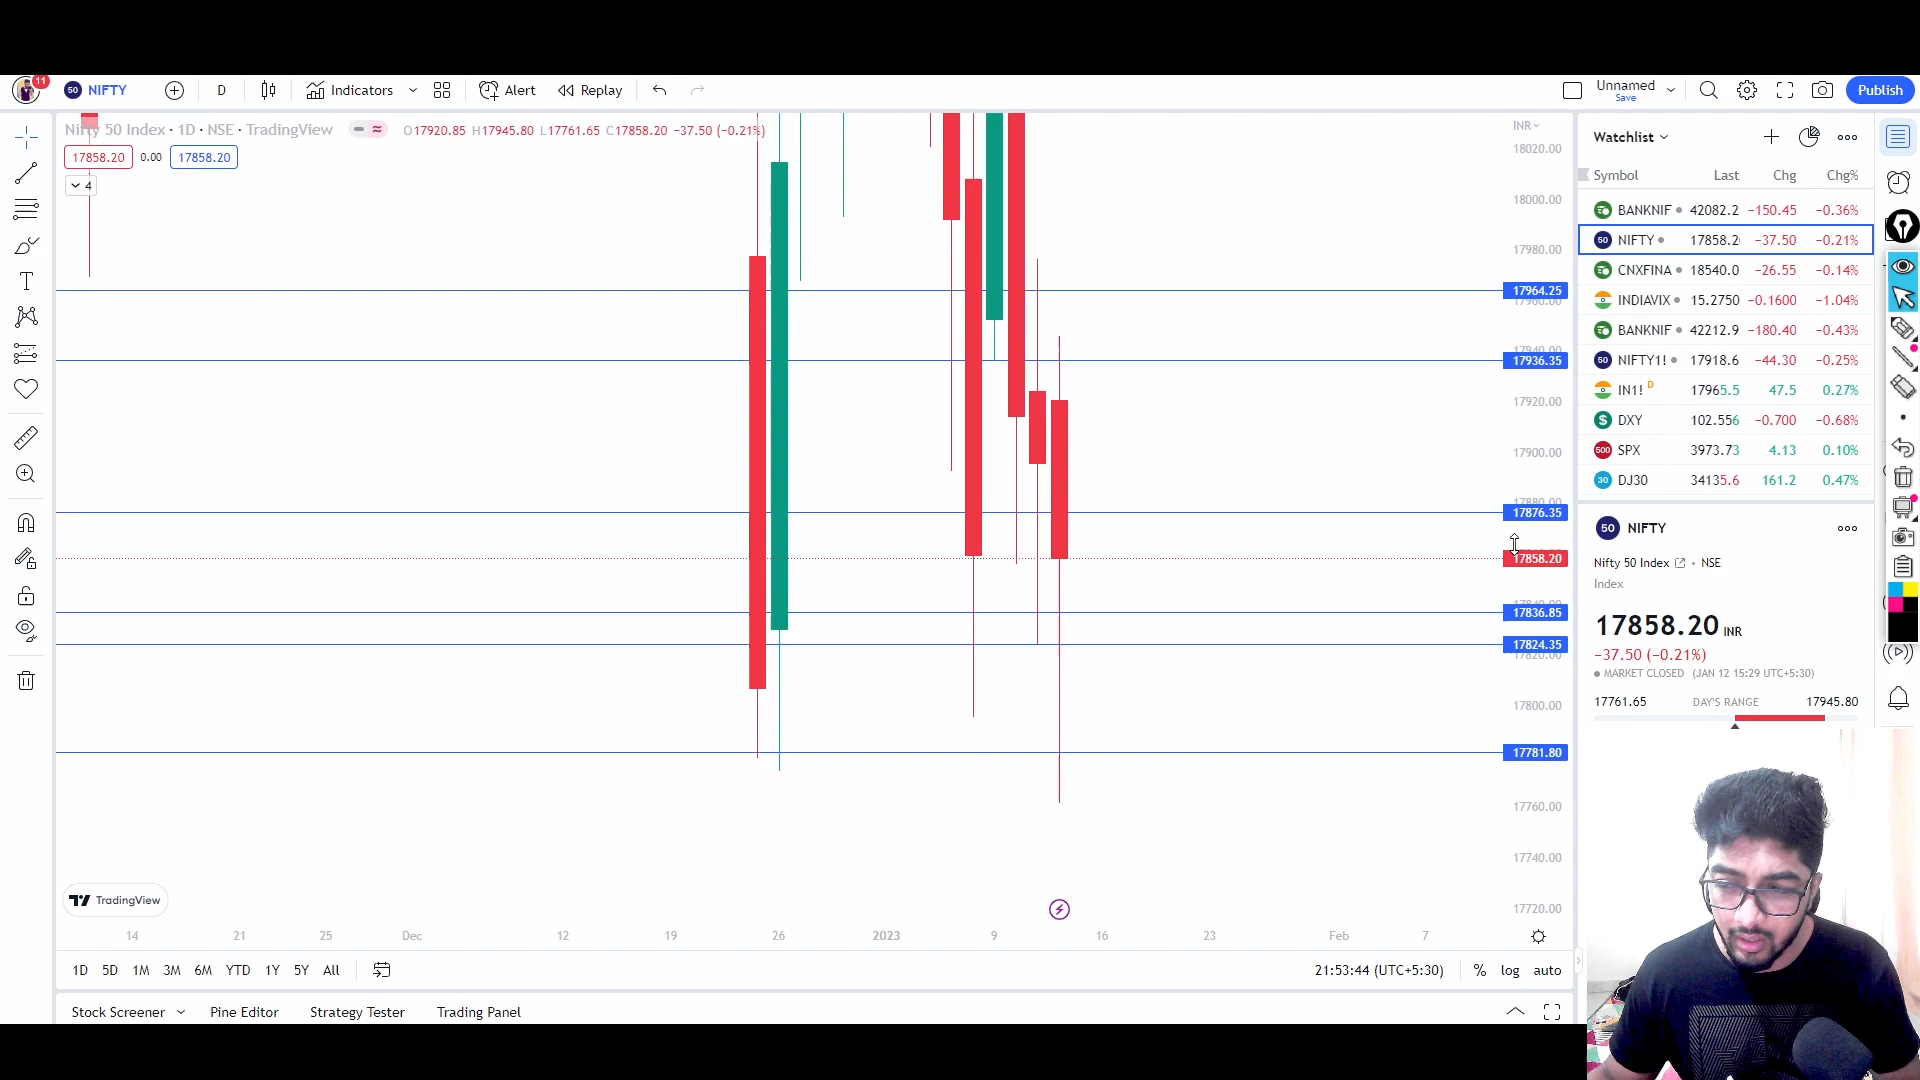 11
50 NIFTY
D
Indicators
Alert
Replay
Unnamed
Save
Publish
Nifty 50 Index · 1D · NSE · TradingView
O17920.85 H17945.80 L17761.65 C17858.20 −37.50 (−0.21%)
17858.20 0.00 17858.20
4
INR
18020.00
18000.00
17980.00
17964.25
17936.35
17920.00
17900.00
17876.35
17858.20
17836.85
17824.35
17800.00
17781.80
17760.00
17740.00
17720.00
TradingView
14 21 25 Dec 12 19 26 2023 9 16 23 Feb 7
1D 5D 1M 3M 6M YTD 1Y 5Y All
21:53:44 (UTC+5:30) % log auto
Stock Screener Pine Editor Strategy Tester Trading Panel
Watchlist
Symbol Last Chg Chg%
BANKNIF 42082.2 −150.45 −0.36%
50 NIFTY 17858.2 −37.50 −0.21%
CNXFINA 18540.0 −26.55 −0.14%
INDIAVIX 15.2750 −0.1600 −1.04%
BANKNIF 42212.9 −180.40 −0.43%
50 NIFTY1! 17918.6 −44.30 −0.25%
IN1! D 17965.5 47.5 0.27%
$ DXY 102.556 −0.700 −0.68%
500 SPX 3973.73 4.13 0.10%
30 DJ30 34135.6 161.2 0.47%
50 NIFTY
Nifty 50 Index • NSE
Index
17858.20 INR
−37.50 (−0.21%)
MARKET CLOSED (JAN 12 15:29 UTC+5:30)
17761.65 DAY'S RANGE 17945.80